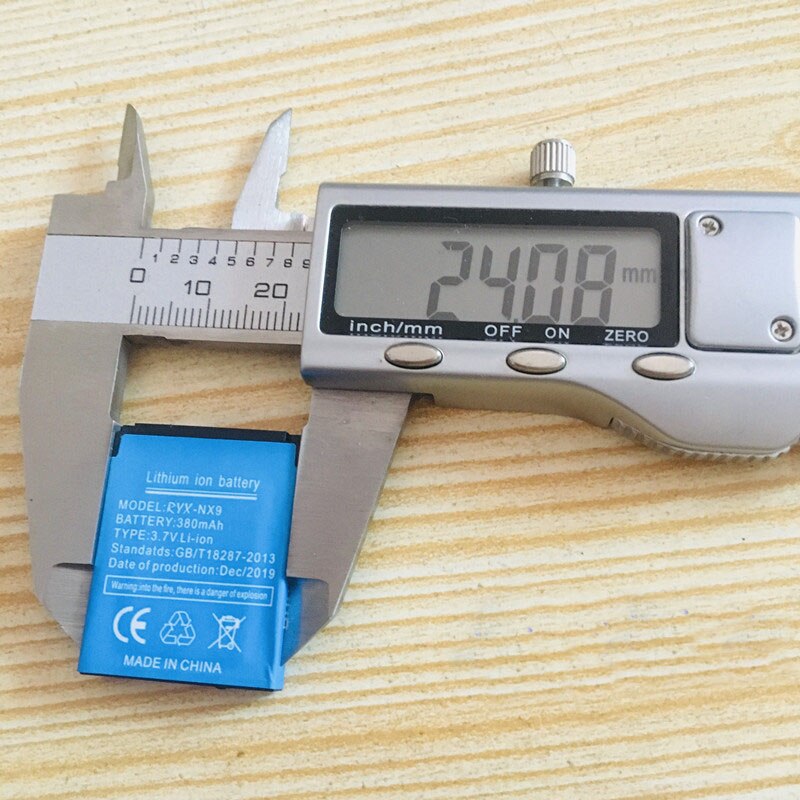 1 2 3 4 5 6 7 8 9
0 10 20
24.08 mm
inch/mm OFF ON ZERO
Lithium ion battery
MODEL:RYX-NX9
BATTERY:380mAh
TYPE:3.7V Li-ion
Standatds:GB/T18287-2013
Date of production:Dec/2019
Warning:into the fire, there is a danger of explosion
CE
MADE IN CHINA